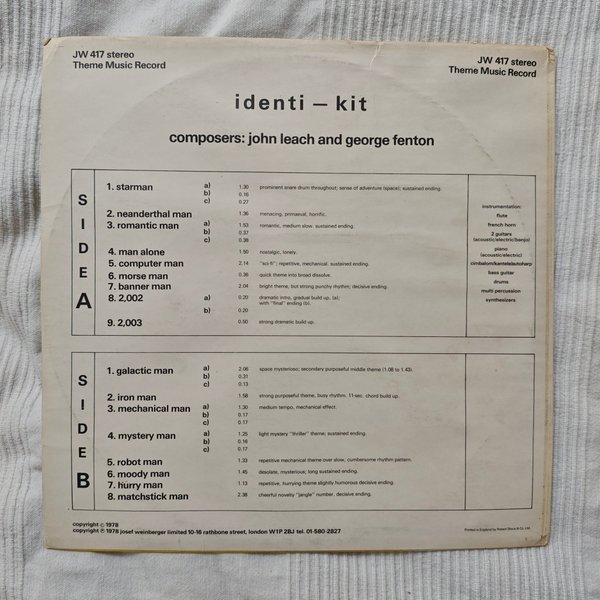 JW 417 stereo
Theme Music Record
JW 417 stereo
Theme Music Record
identi – kit
composers: john leach and george fenton
SIDE A
1. starman a) 1.30 prominent snare drum throughout; sense of adventure (space); sustained ending.
b) 0.16
c) 0.27
2. neanderthal man 1.36 menacing, primaeval, horrific.
3. romantic man a) 1.53 romantic, medium slow. sustained ending.
b) 0.37
c) 0.38
4. man alone 1.50 nostalgic, lonely.
5. computer man 2.14 "sci-fi"; repetitive, mechanical. sustained ending.
6. morse man 0.36 quick theme into broad dissolve.
7. banner man 2.04 bright theme, but strong punchy rhythm; decisive ending.
8. 2,002 a) 0.20 dramatic intro, gradual build up, (a);
with "final" ending (b).
b) 0.20
9. 2,003 0.50 strong dramatic build up.
instrumentation:
flute
french horn
2 guitars
(acoustic/electric/banjo)
piano
(acoustic/electric)
cimbalom/kantele/autoharp
bass guitar
drums
multi percussion
synthesizers
SIDE B
1. galactic man a) 2.06 space mysterioso; secondary purposeful middle theme (1.08 to 1.43).
b) 0.31
c) 0.13
2. iron man 1.58 strong purposeful theme, busy rhythm. 11-sec. chord build up.
3. mechanical man a) 1.30 medium tempo, mechanical effect.
b) 0.17
c) 0.17
4. mystery man a) 1.25 light mystery "thriller" theme; sustained ending.
b) 0.16
c) 0.17
5. robot man 1.33 repetitive mechanical theme over slow, cumbersome rhythm pattern.
6. moody man 1.45 desolate, mysterious; long sustained ending.
7. hurry man 1.13 repetitive, hurrying theme slightly humorous decisive ending.
8. matchstick man 2.38 cheerful novelty "jangle" number. decisive ending.
copyright © 1978
copyright ℗ 1978 josef weinberger limited 10-16 rathbone street, london W1P 2BJ tel. 01-580-2827
Printed in England by Robert Stace & Co. Ltd.